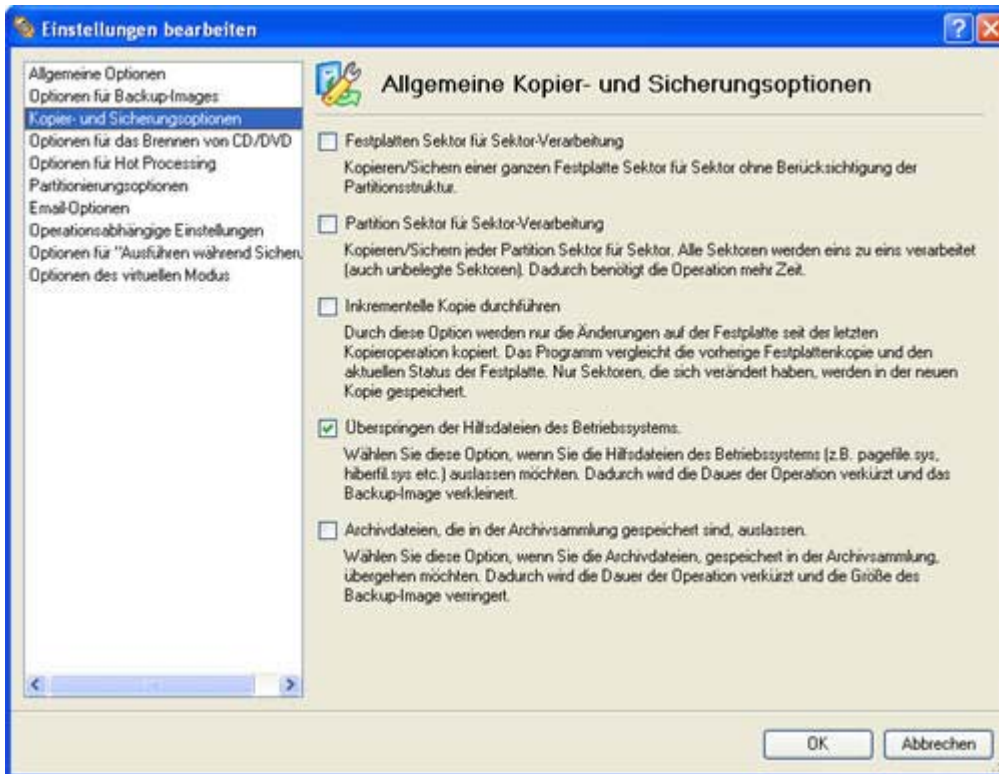 Einstellungen bearbeiten
Allgemeine Optionen
Optionen für Backup-Images
Kopier- und Sicherungsoptionen
Optionen für das Brennen von CD/DVD
Optionen für Hot Processing
Partitionierungsoptionen
Email-Optionen
Operationsabhängige Einstellungen
Optionen für "Ausführen während Sicheru
Optionen des virtuellen Modus
Allgemeine Kopier- und Sicherungsoptionen
Festplatten Sektor für Sektor-Verarbeitung
Kopieren/Sichern einer ganzen Festplatte Sektor für Sektor ohne Berücksichtigung der
Partitionsstruktur.
Partition Sektor für Sektor-Verarbeitung
Kopieren/Sichern jeder Partition Sektor für Sektor. Alle Sektoren werden eins zu eins verarbeitet
(auch unbelegte Sektoren). Dadurch benötigt die Operation mehr Zeit.
Inkrementelle Kopie durchführen
Durch diese Option werden nur die Änderungen auf der Festplatte seit der letzten
Kopieroperation kopiert. Das Programm vergleicht die vorherige Festplattenkopie und den
aktuellen Status der Festplatte. Nur Sektoren, die sich verändert haben, werden in der neuen
Kopie gespeichert.
Überspringen der Hilfsdateien des Betriebssystems.
Wählen Sie diese Option, wenn Sie die Hilfsdateien des Betriebssystems (z.B. pagefile.sys,
hiberfil.sys etc.) auslassen möchten. Dadurch wird die Dauer der Operation verkürzt und das
Backup-Image verkleinert.
Archivdateien, die in der Archivsammlung gespeichert sind, auslassen.
Wählen Sie diese Option, wenn Sie die Archivdateien, gespeichert in der Archivsammlung,
übergehen möchten. Dadurch wird die Dauer der Operation verkürzt und die Größe des
Backup-Image verringert.
OK
Abbrechen